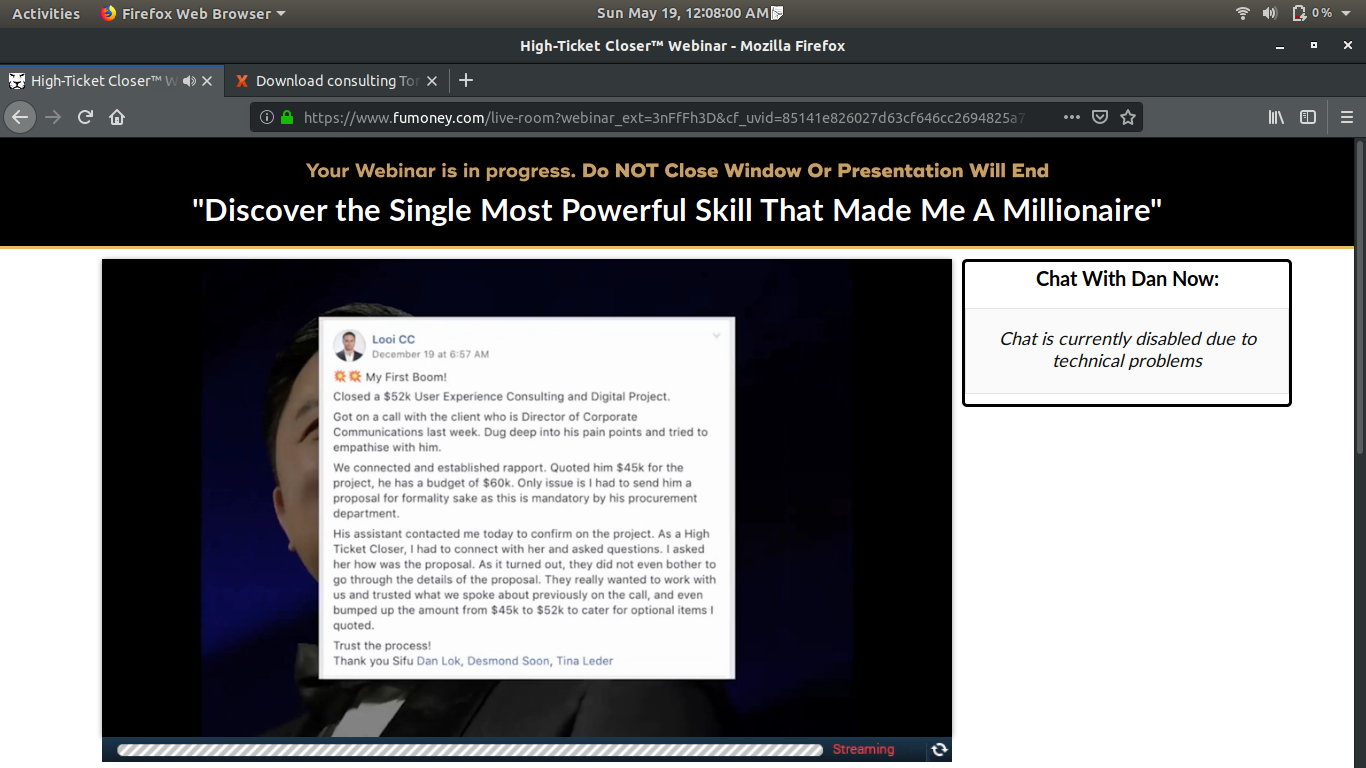 Activities Firefox Web Browser Sun May 19, 12:08:00 AM 0 %
High-Ticket Closer™ Webinar - Mozilla Firefox
High-Ticket Closer™ W Download consulting Tor
https://www.fumoney.com/live-room?webinar_ext=3nFfFh3D&cf_uvid=85141e826027d63cf646cc2694825a7
Your Webinar is in progress. Do NOT Close Window Or Presentation Will End
"Discover the Single Most Powerful Skill That Made Me A Millionaire"
Looi CC
December 19 at 6:57 AM
My First Boom!
Closed a $52k User Experience Consulting and Digital Project.
Got on a call with the client who is Director of Corporate
Communications last week. Dug deep into his pain points and tried to
empathise with him.
We connected and established rapport. Quoted him $45k for the
project, he has a budget of $60k. Only issue is I had to send him a
proposal for formality sake as this is mandatory by his procurement
department.
His assistant contacted me today to confirm on the project. As a High
Ticket Closer, I had to connect with her and asked questions. I asked
her how was the proposal. As it turned out, they did not even bother to
go through the details of the proposal. They really wanted to work with
us and trusted what we spoke about previously on the call, and even
bumped up the amount from $45k to $52k to cater for optional items I
quoted.
Trust the process!
Thank you Sifu Dan Lok, Desmond Soon, Tina Leder
Streaming
Chat With Dan Now:
Chat is currently disabled due to
technical problems